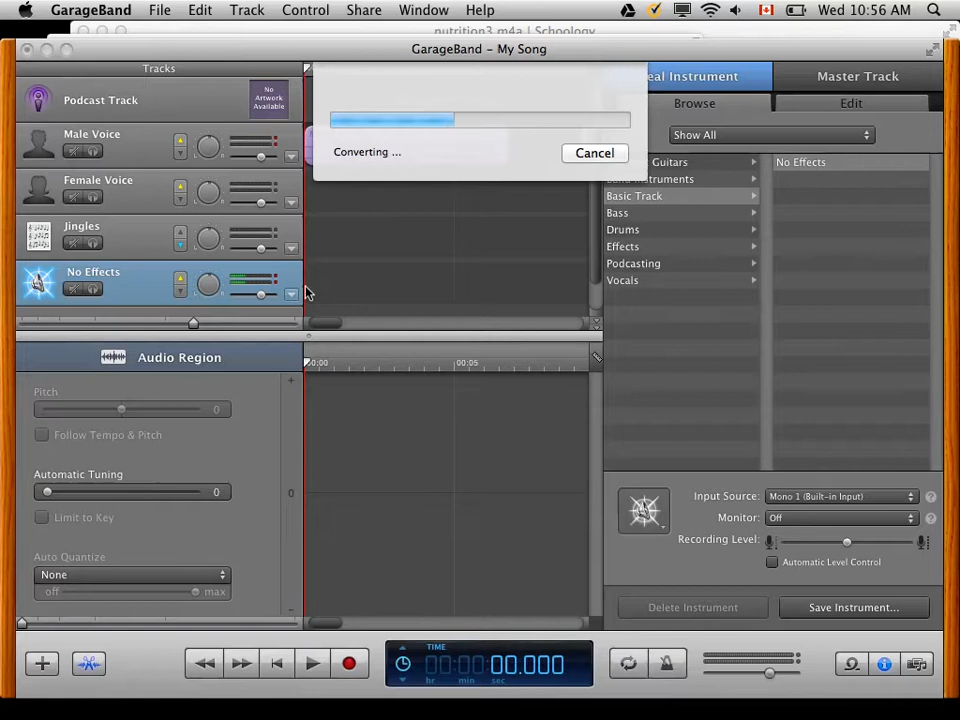 GarageBand File Edit Track Control Share Window Help Wed 10:56 AM
nutrition3.m4a | Schoology
GarageBand – My Song
Tracks
Podcast Track
No Artwork Available
Male Voice
Female Voice
Jingles
No Effects
L R
Converting ...
Cancel
eal Instrument Master Track
Browse Edit
Show All
Guitars
Band Instruments
Basic Track
Bass
Drums
Effects
Podcasting
Vocals
No Effects
Audio Region
0:00 00:05
Pitch
0
Follow Tempo & Pitch
Automatic Tuning
0
Limit to Key
Auto Quantize
None
off max
+
0
-
Input Source: Mono 1 (Built-in Input)
Monitor: Off
Recording Level:
Automatic Level Control
Delete Instrument Save Instrument...
TIME
00:00:00.000
hr min sec